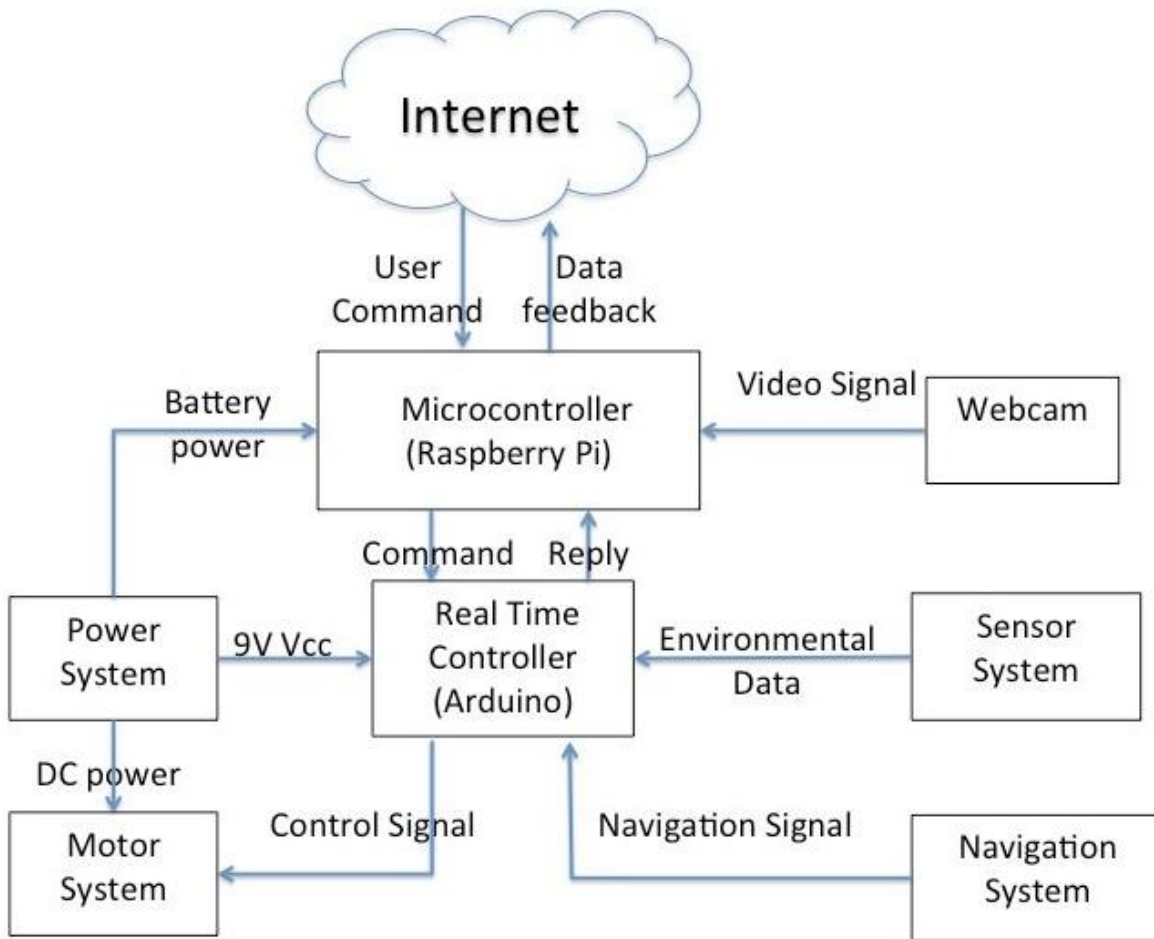 Internet
User
Command
Data
feedback
Battery
power
Microcontroller
(Raspberry Pi)
Video Signal
Webcam
Command
Reply
Power
System
9V Vcc
Real Time
Controller
(Arduino)
Environmental
Data
Sensor
System
DC power
Motor
System
Control Signal
Navigation Signal
Navigation
System